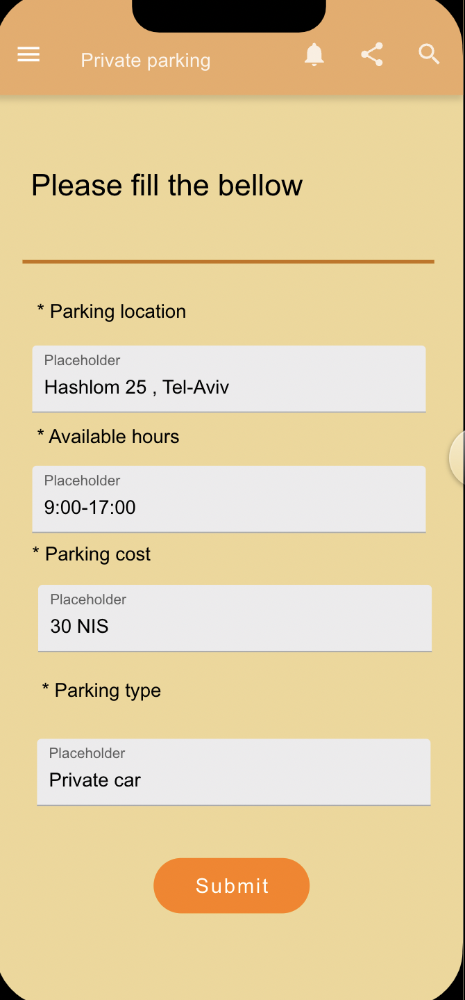 Private parking
Please fill the bellow
* Parking location
Placeholder
Hashlom 25 , Tel-Aviv
* Available hours
Placeholder
9:00-17:00
* Parking cost
Placeholder
30 NIS
* Parking type
Placeholder
Private car
Submit